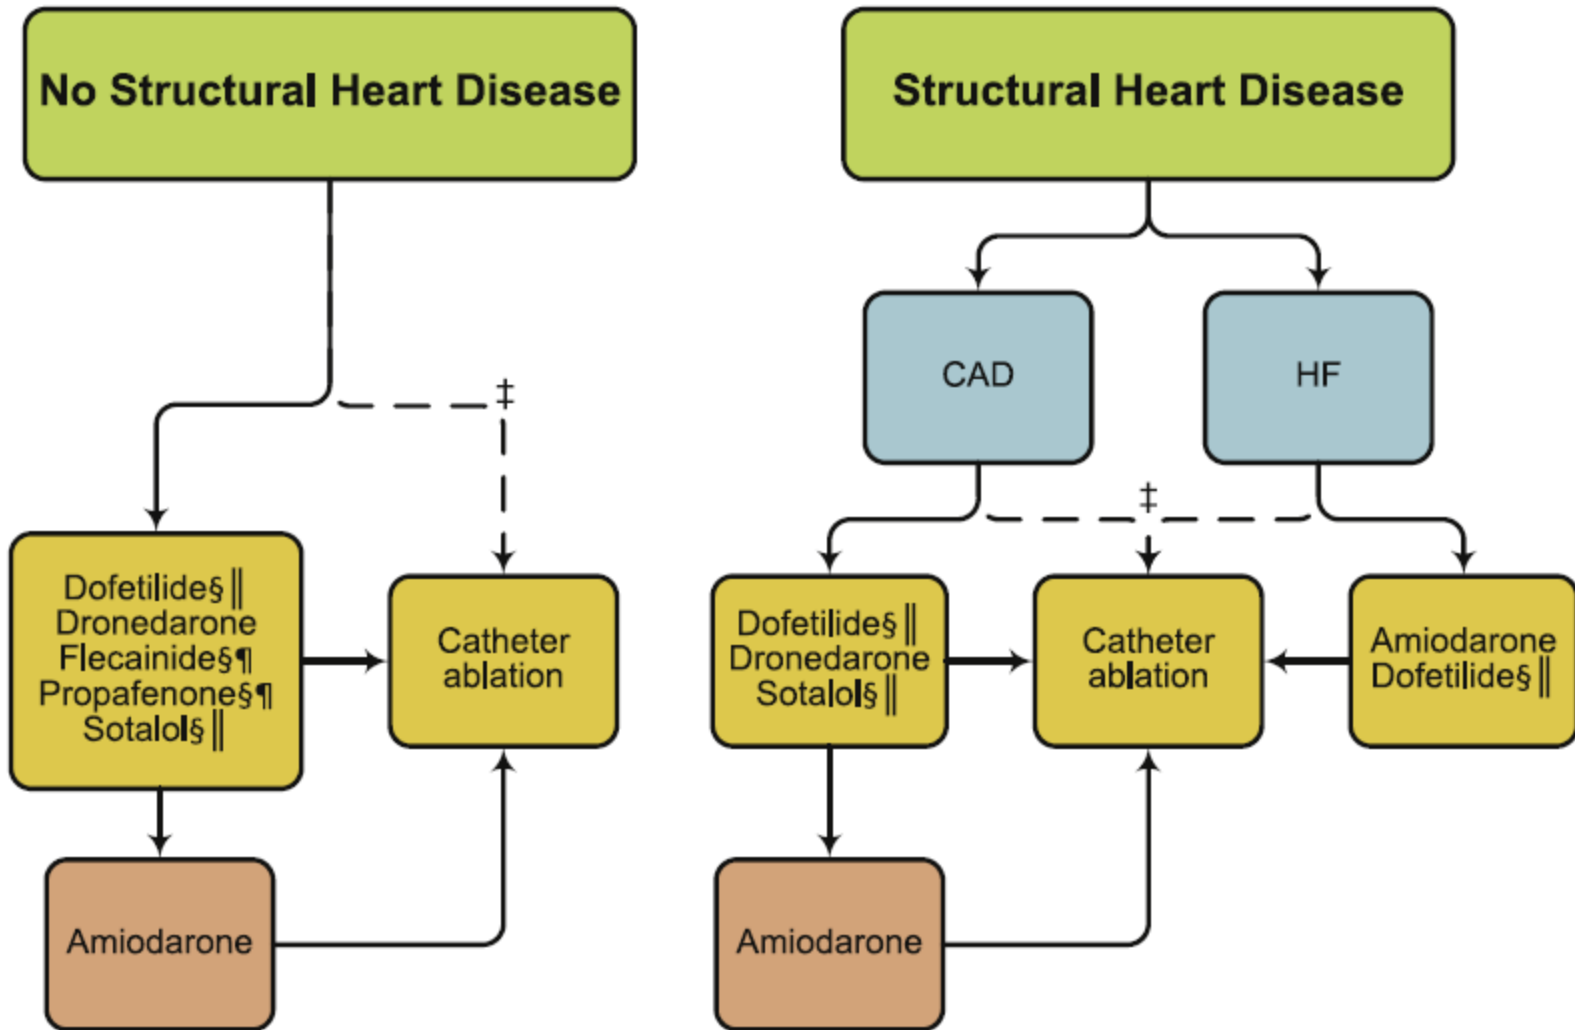 No Structural Heart Disease
Structural Heart Disease
CAD
HF
‡
‡
Dofetilide§‖
Dronedarone
Flecainide§¶
Propafenone§¶
Sotalol§‖
Catheter
ablation
Dofetilide§‖
Dronedarone
Sotalol§‖
Catheter
ablation
Amiodarone
Dofetilide§‖
Amiodarone
Amiodarone